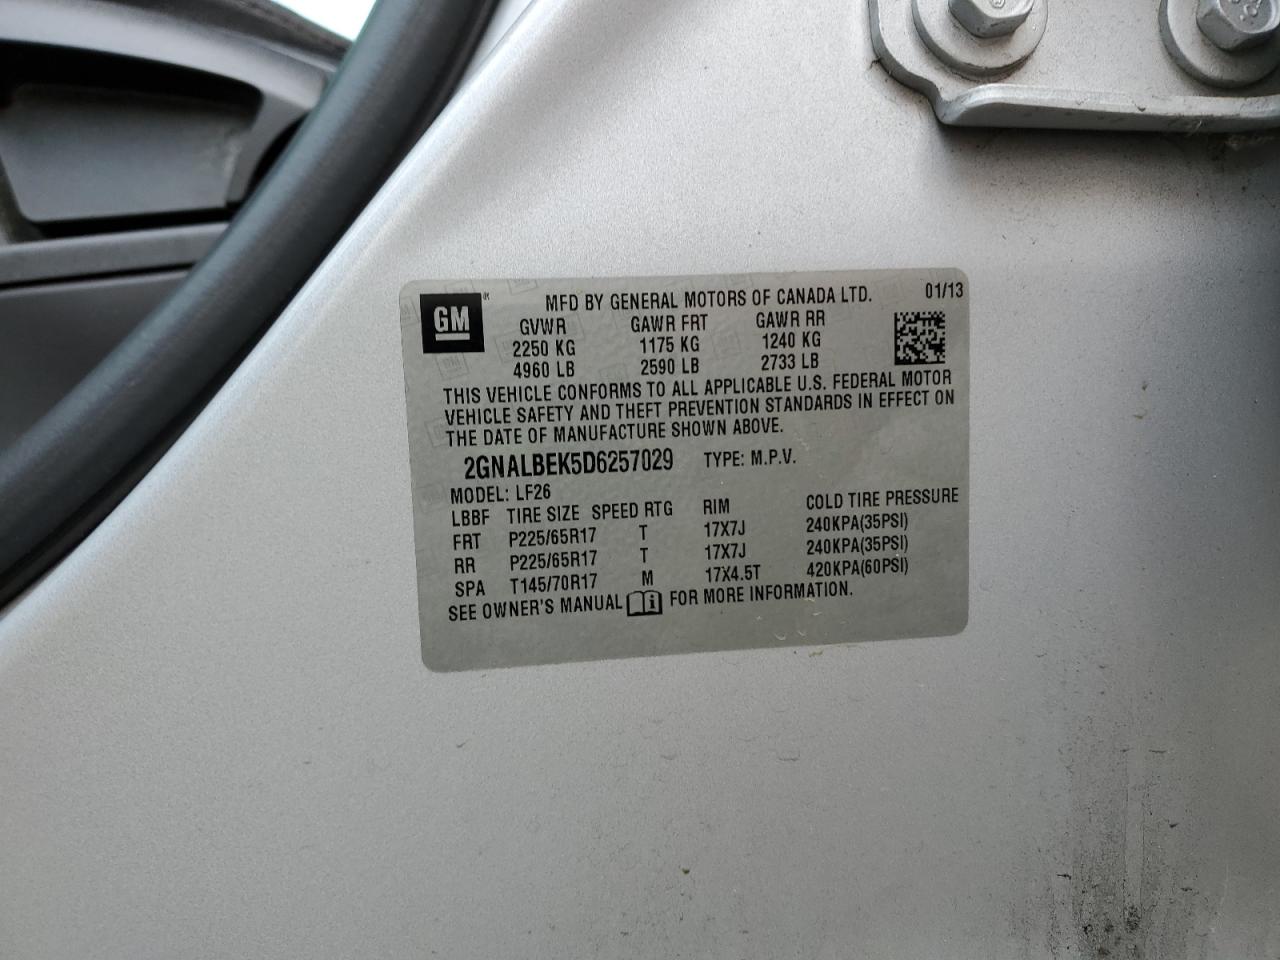 GM MFD BY GENERAL MOTORS OF CANADA LTD. 01/13
GVWR GAWR FRT GAWR RR
2250 KG 1175 KG 1240 KG
4960 LB 2590 LB 2733 LB
THIS VEHICLE CONFORMS TO ALL APPLICABLE U.S. FEDERAL MOTOR
VEHICLE SAFETY AND THEFT PREVENTION STANDARDS IN EFFECT ON
THE DATE OF MANUFACTURE SHOWN ABOVE.
2GNALBEK5D6257029 TYPE: M.P.V.
MODEL: LF26
LBBF TIRE SIZE SPEED RTG RIM COLD TIRE PRESSURE
FRT P225/65R17 T 17X7J 240KPA(35PSI)
RR P225/65R17 T 17X7J 240KPA(35PSI)
SPA T145/70R17 M 17X4.5T 420KPA(60PSI)
SEE OWNER'S MANUAL FOR MORE INFORMATION.